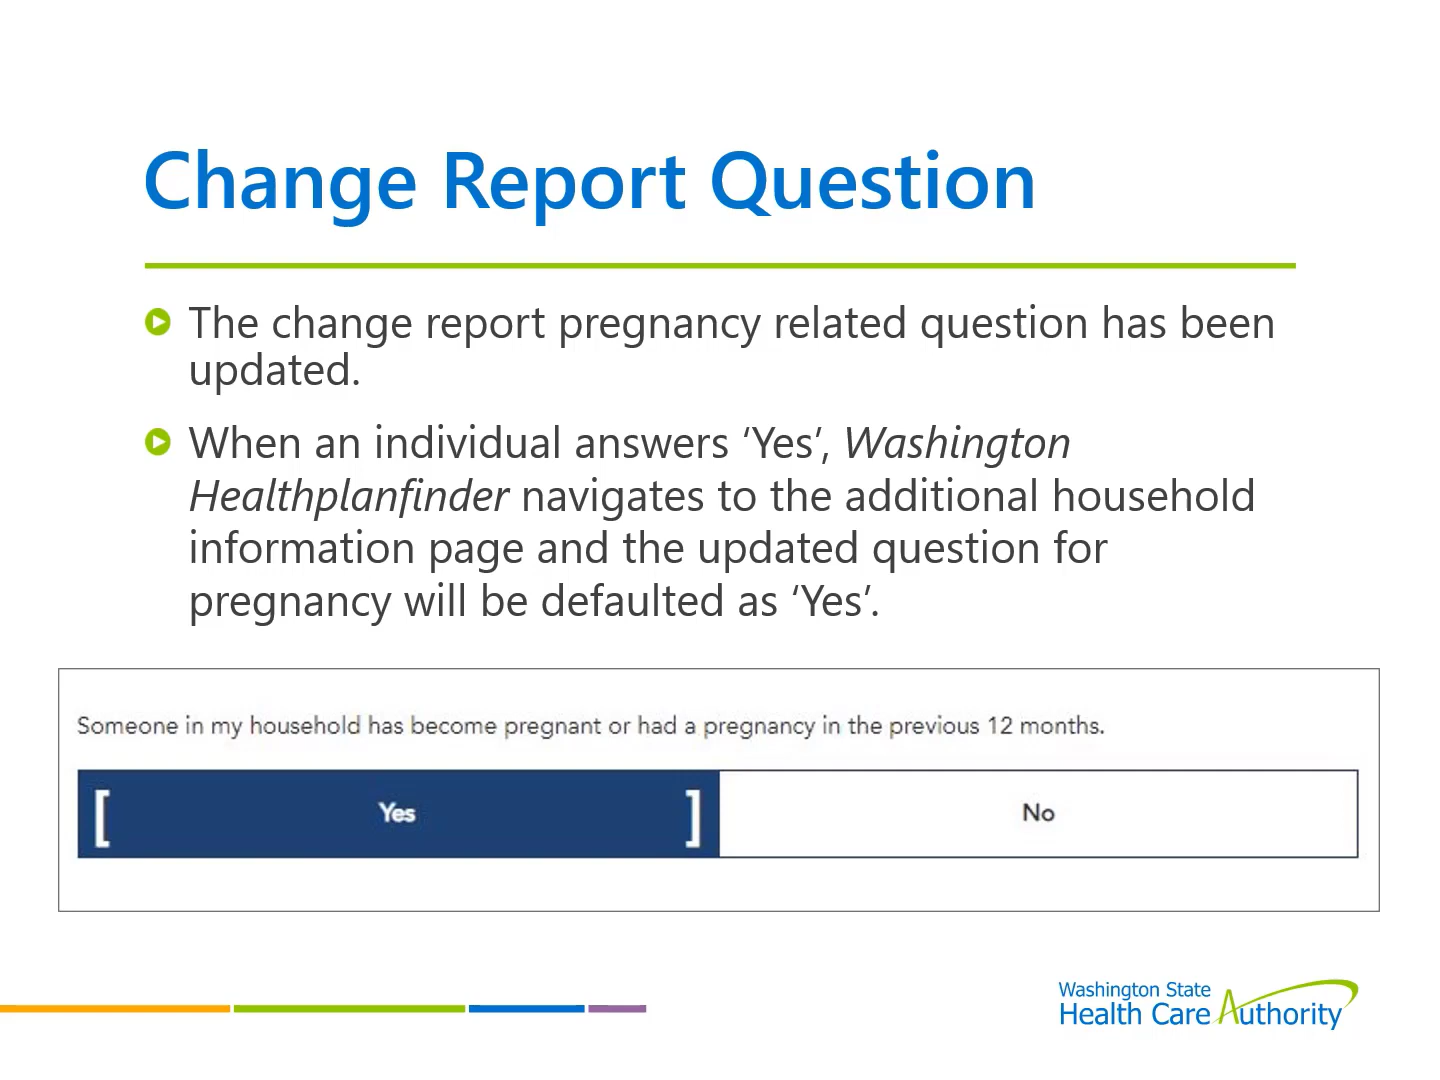 Change Report Question
The change report pregnancy related question has been
updated.
When an individual answers ‘Yes’, Washington
Healthplanfinder navigates to the additional household
information page and the updated question for
pregnancy will be defaulted as ‘Yes’.
Someone in my household has become pregnant or had a pregnancy in the previous 12 months.
[ Yes ] No
Washington State
Health Care Authority